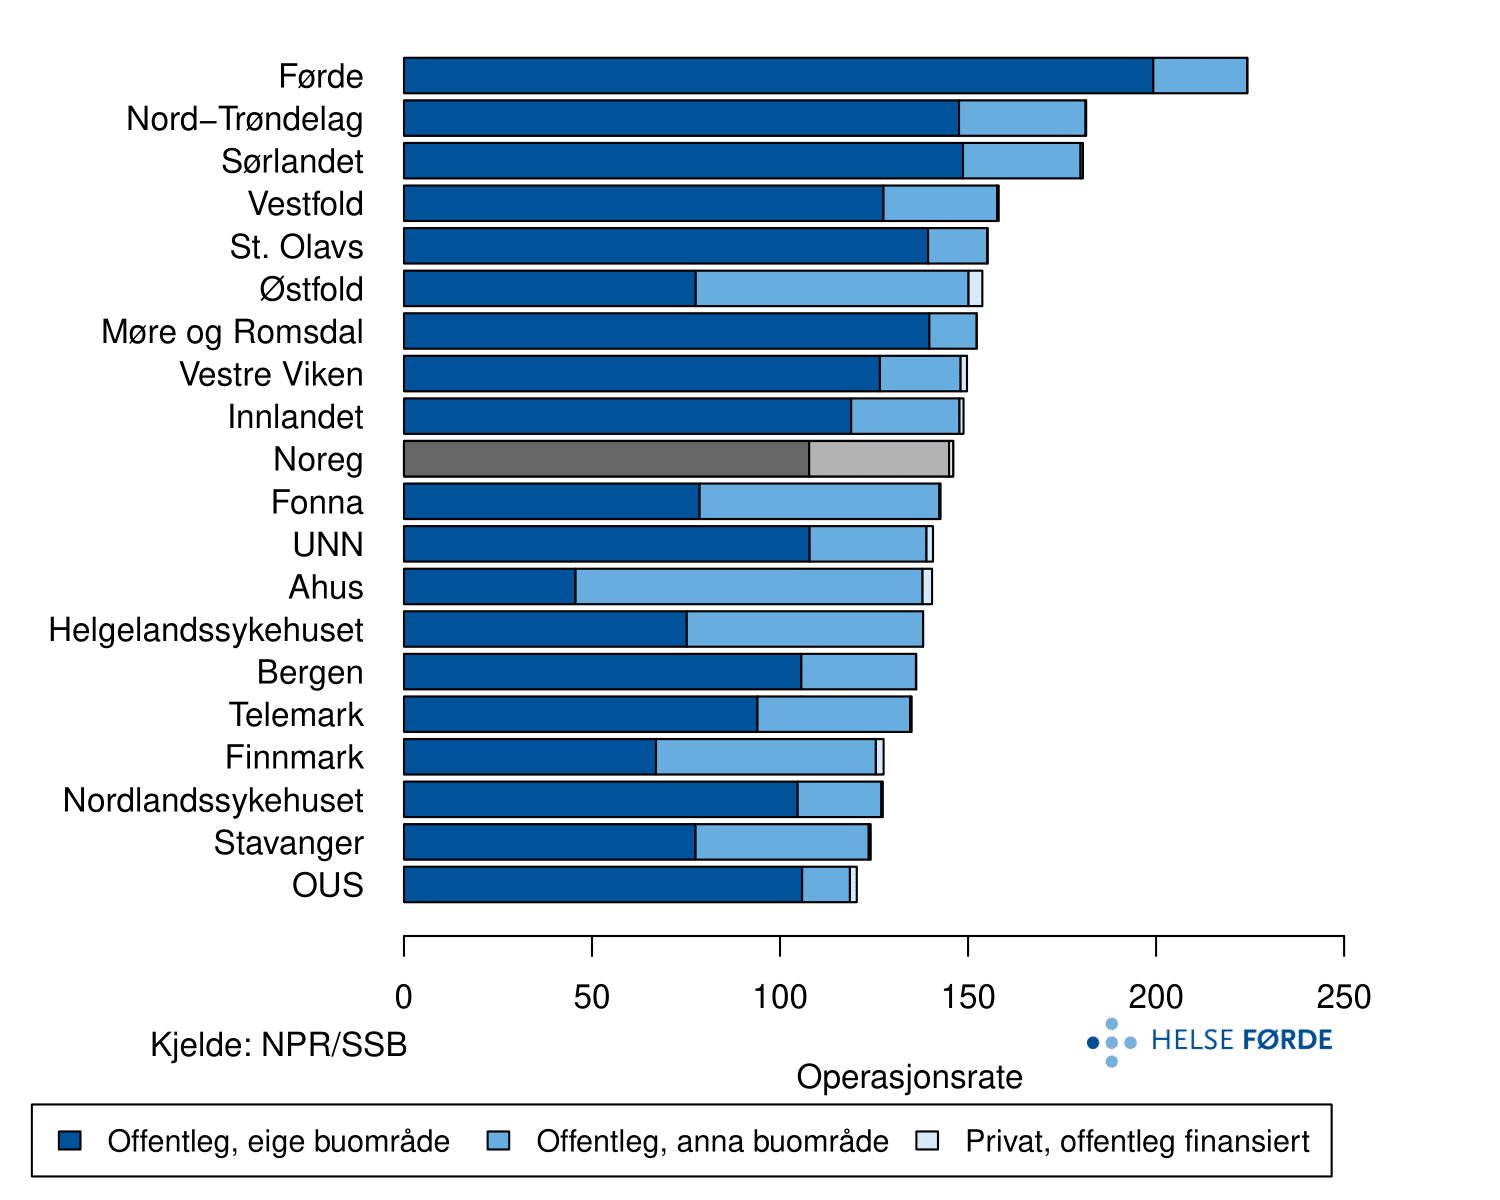 Førde
Nord−Trøndelag
Sørlandet
Vestfold
St. Olavs
Østfold
Møre og Romsdal
Vestre Viken
Innlandet
Noreg
Fonna
UNN
Ahus
Helgelandssykehuset
Bergen
Telemark
Finnmark
Nordlandssykehuset
Stavanger
OUS
0 50 100 150 200 250
Kjelde: NPR/SSB
HELSE FØRDE
Operasjonsrate
Offentleg, eige buområde Offentleg, anna buområde Privat, offentleg finansiert